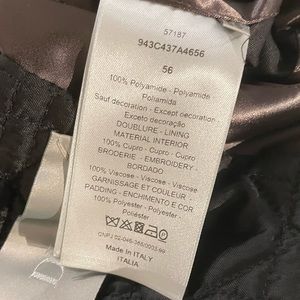 57187
943C437A4656
56
100% Polyamide - Polyamide
Poliamida
Sauf decoration - Except decoration
Exceto decoração
DOUBLURE - LINING
MATERIAL INTERIOR
100% Cupro - Cupro - Cupro
BRODERIE - EMBROIDERY
BORDADO
100% Viscose - Viscose - Viscose
GARNISSAGE ET COULEUR -
PADDING - ENCHIMENTO E COR
100% Polyester - Polyester -
Poliéster
Made In ITALY
ITALIA